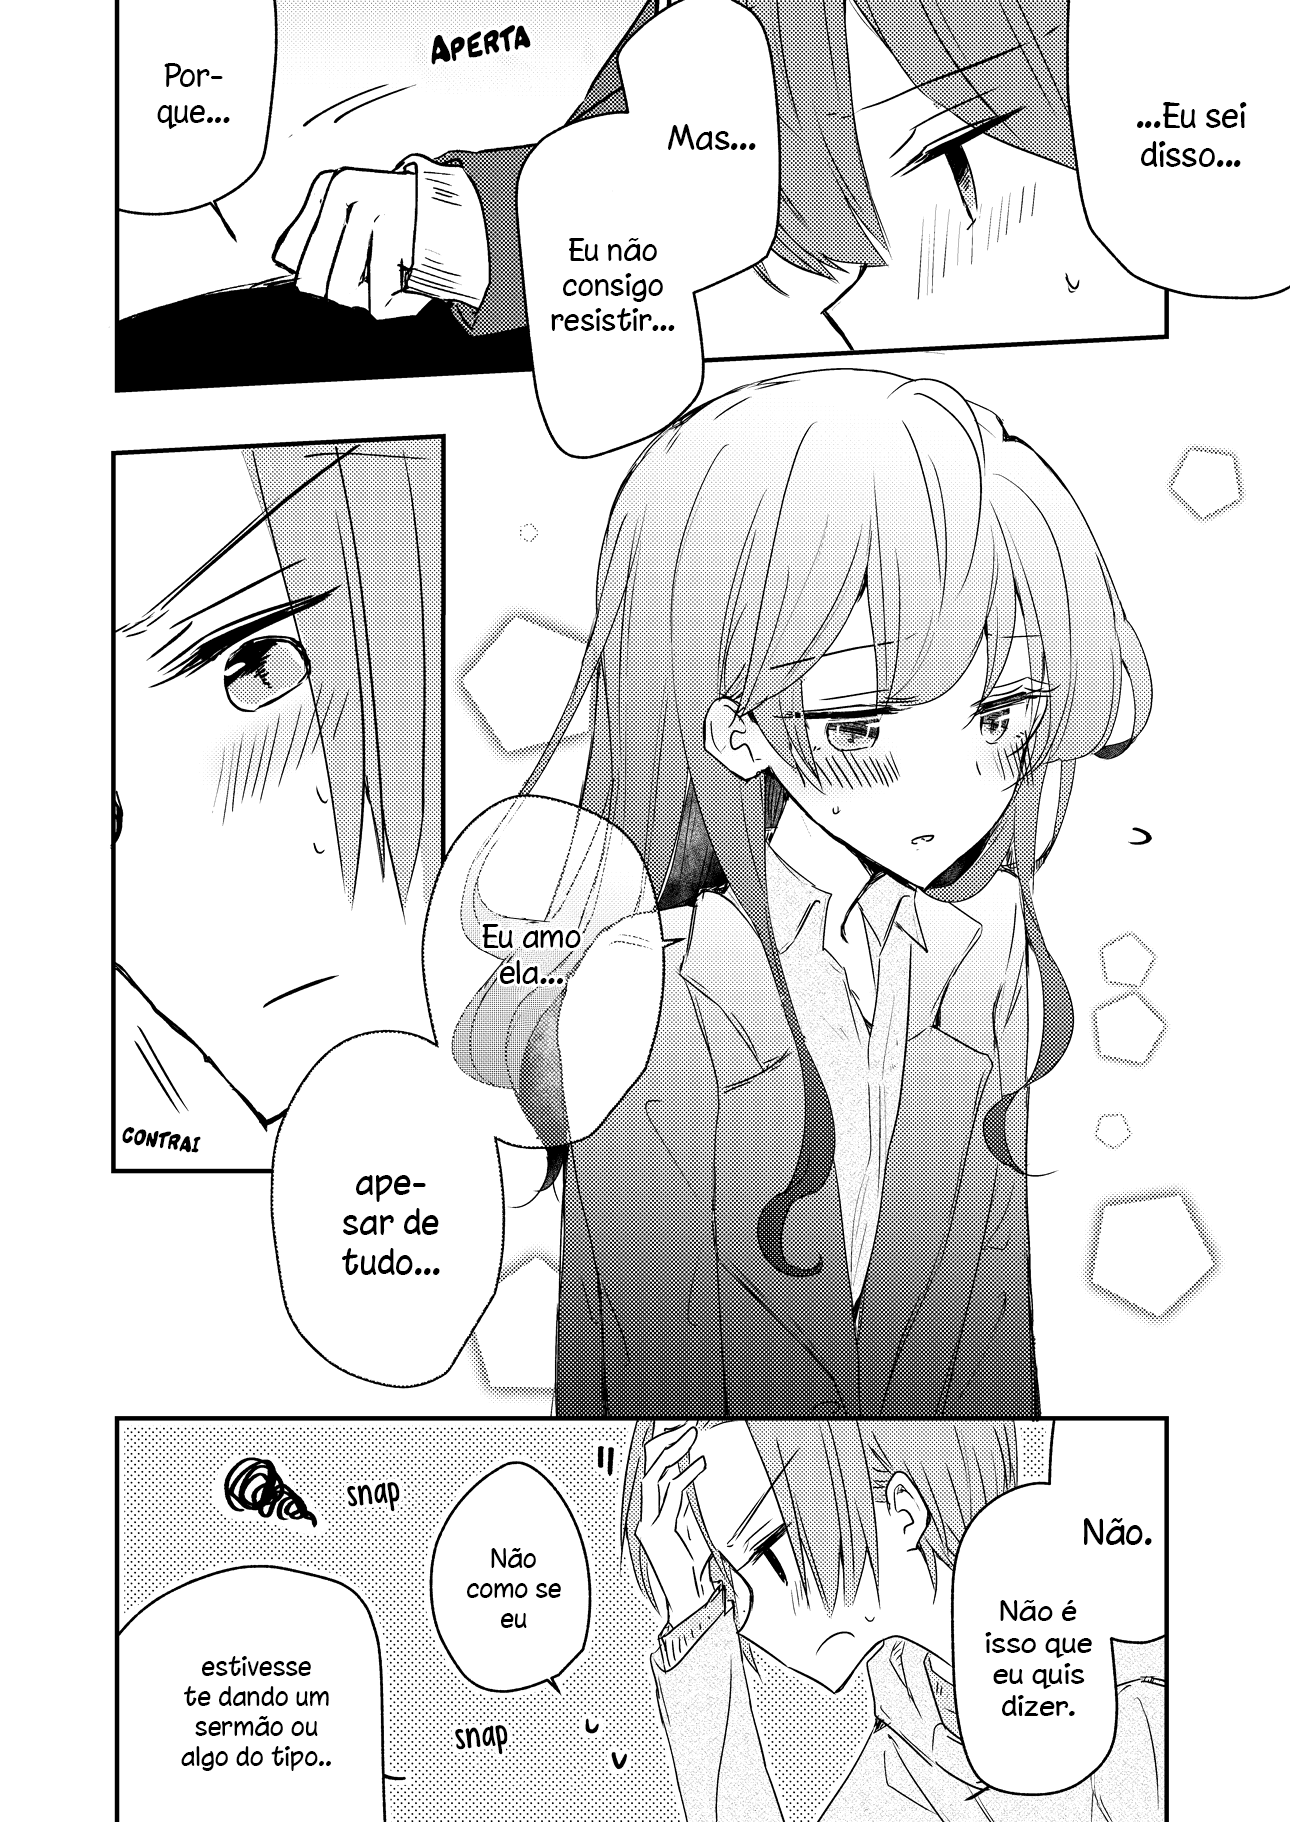 ...Eu sei
disso...
Mas...
Eu não
consigo
resistir...
APERTA
Por-
que...
Eu amo
ela...
ape-
sar de
tudo...
CONTRAI
Não.
Não é
isso que
eu quis
dizer.
Não
como se
eu
snap
snap
estivesse
te dando um
sermão ou
algo do tipo..